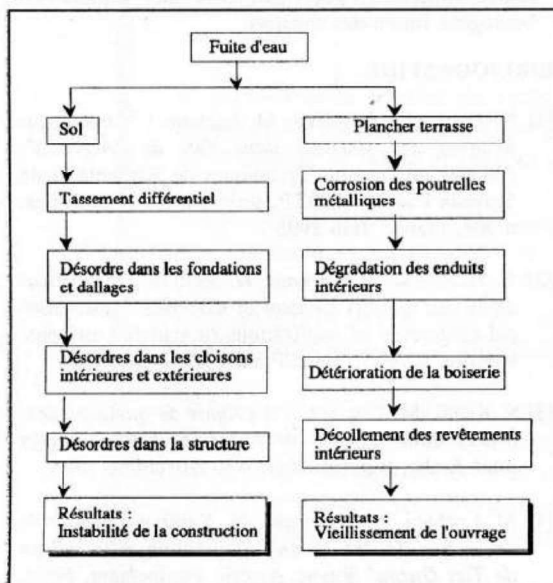 Fuite d'eau
Sol
Tassement différentiel
Désordre dans les fondations
et dallages
Désordres dans les cloisons
intérieures et extérieures
Désordres dans la structure
Résultats :
Instabilité de la construction
Plancher terrasse
Corrosion des poutrelles
métalliques
Dégradation des enduits
intérieurs
Détérioration de la boiserie
Décollement des revêtements
intérieurs
Résultats :
Vieillissement de l'ouvrage